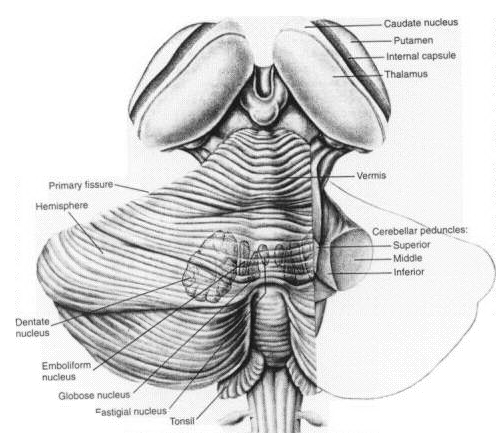 Caudate nucleus
Putamen
Internal capsule
Thalamus
Primary fissure
Vermis
Hemisphere
Cerebellar peduncles:
Superior
Middle
Inferior
Dentate
nucleus
Emboliform
nucleus
Globose nucleus
Fastigial nucleus
Tonsil